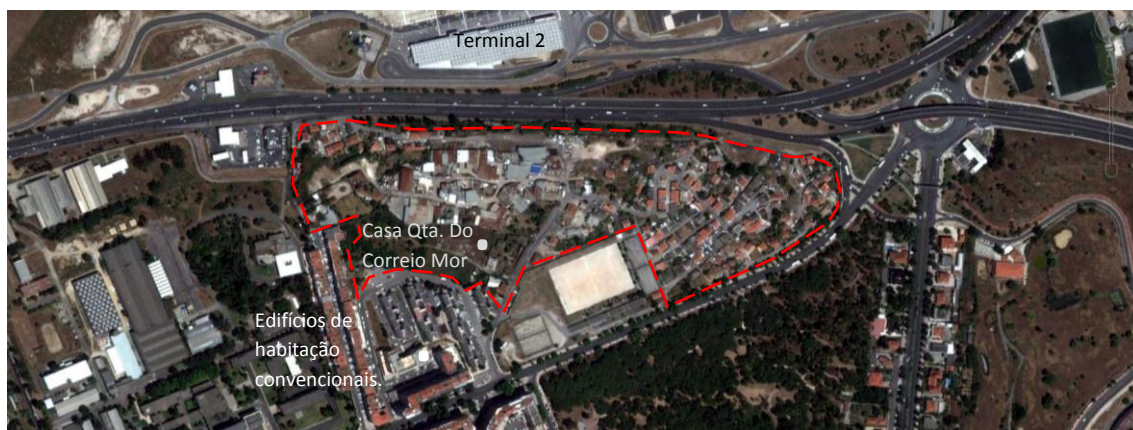 Terminal 2
Casa Qta. Do
Correio Mor
Edifícios de
habitação
convencionais.